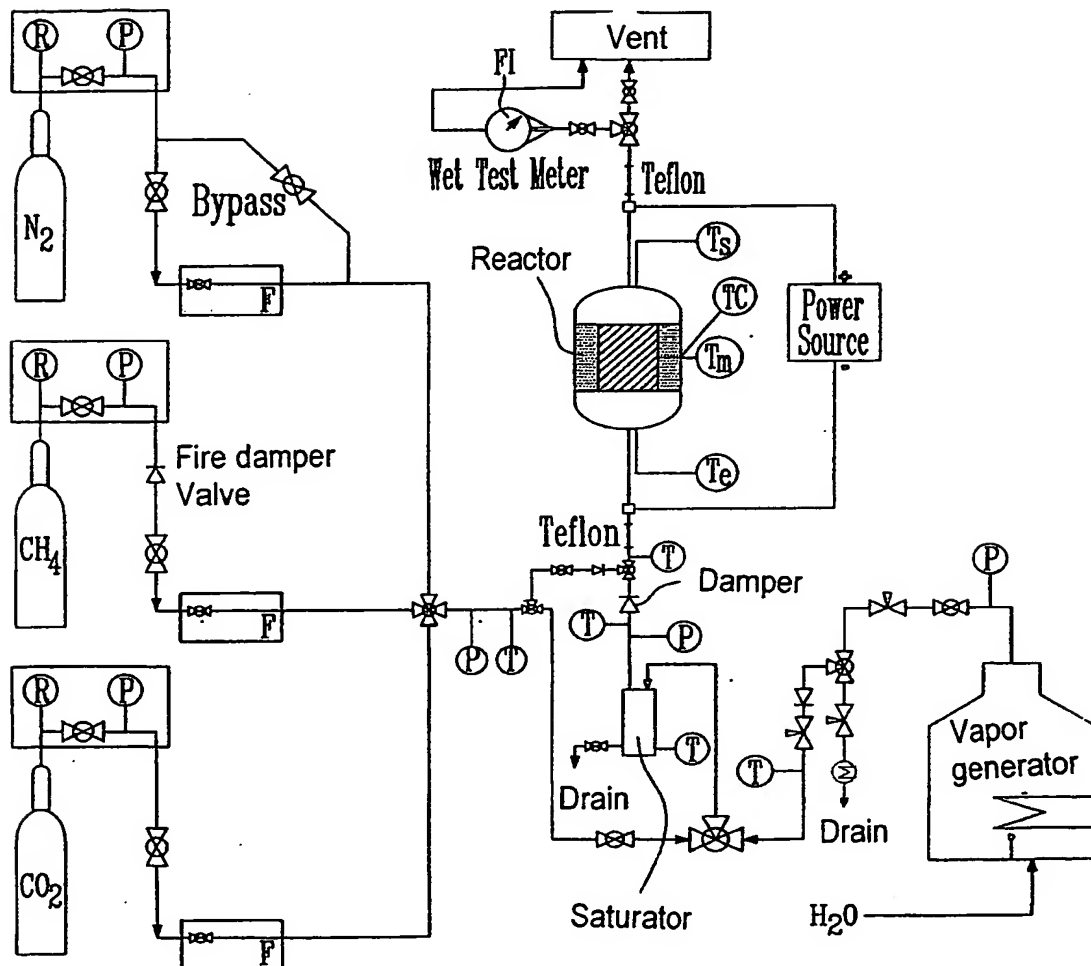 R
P
N2
Bypass
F
R
P
Fire damper
Valve
CH4
F
R
P
CO2
F
P
T
Vent
FI
Wet Test Meter
Teflon
Ts
Reactor
TC
Tm
+
Power
Source
-
Te
Teflon
T
Damper
T
P
T
Drain
Saturator
T
M
Drain
P
Vapor
generator
H2O